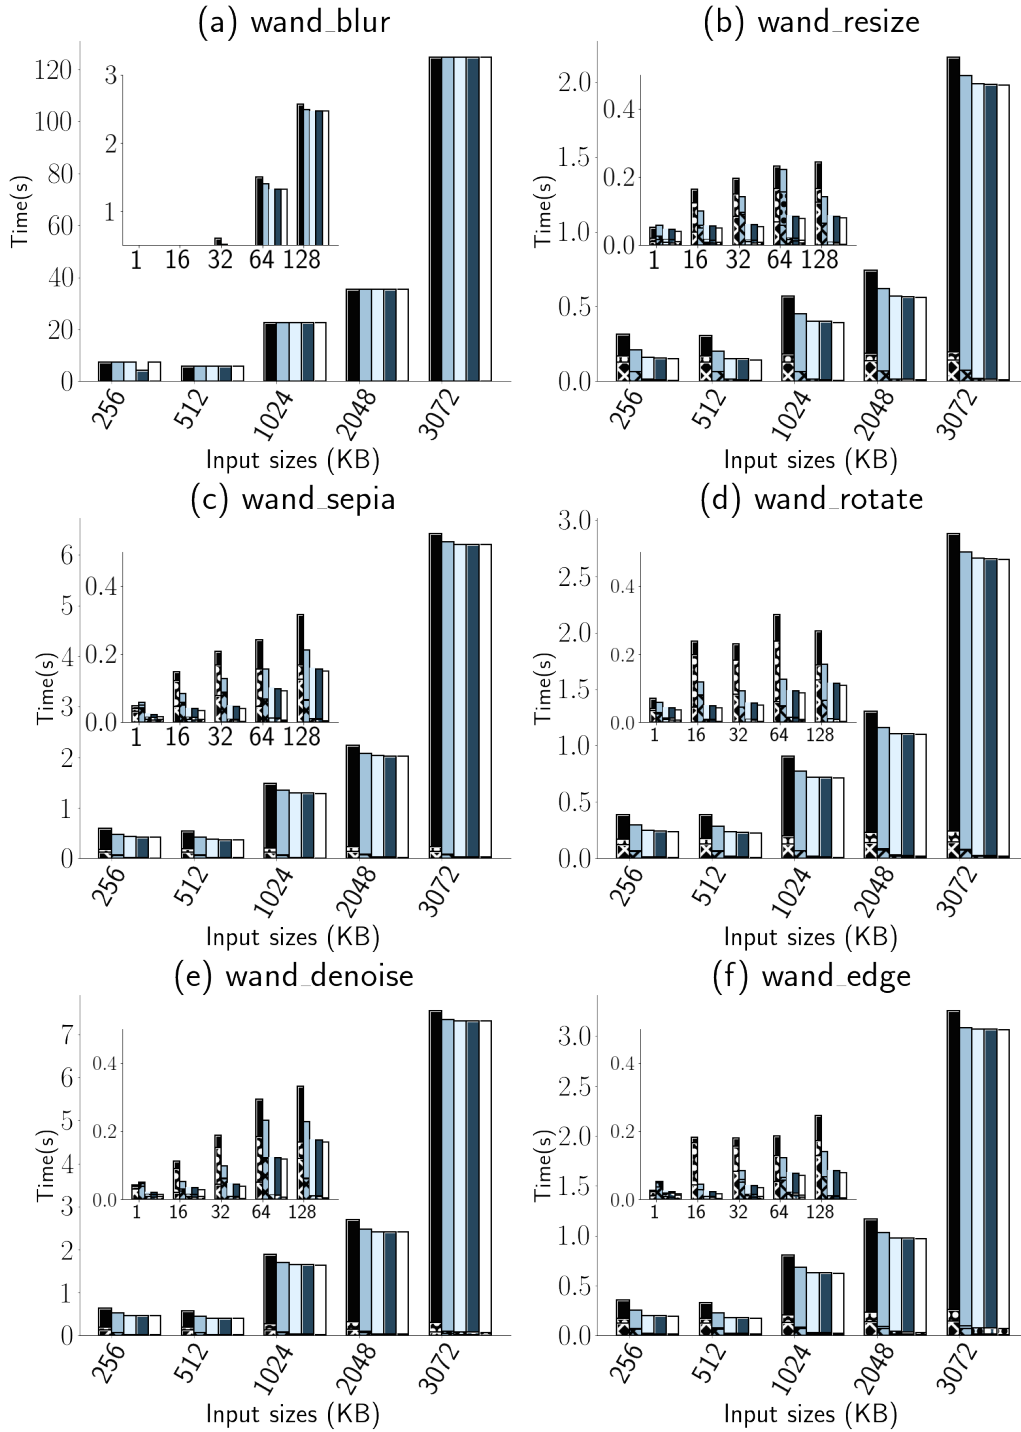 (a) wand_blur
120
100
80
60
40
20
0
Time(s)
3
2
1
1 16 32 64 128
256 512 1024 2048 3072
Input sizes (KB)
(b) wand_resize
2.0
1.5
1.0
0.5
0.0
Time(s)
0.4
0.2
0.0
1 16 32 64 128
256 512 1024 2048 3072
Input sizes (KB)
(c) wand_sepia
6
5
4
3
2
1
0
Time(s)
0.4
0.2
0.0
1 16 32 64 128
256 512 1024 2048 3072
Input sizes (KB)
(d) wand_rotate
3.0
2.5
2.0
1.5
1.0
0.5
0.0
Time(s)
0.4
0.2
0.0
1 16 32 64 128
256 512 1024 2048 3072
Input sizes (KB)
(e) wand_denoise
7
6
5
4
3
2
1
0
Time(s)
0.4
0.2
0.0
1 16 32 64 128
256 512 1024 2048 3072
Input sizes (KB)
(f) wand_edge
3.0
2.5
2.0
1.5
1.0
0.5
0.0
Time(s)
0.4
0.2
0.0
1 16 32 64 128
256 512 1024 2048 3072
Input sizes (KB)